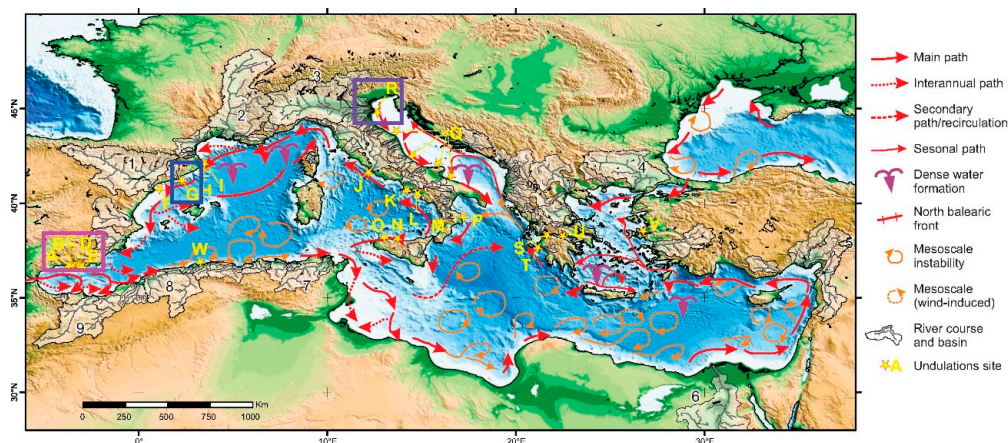 45°N
40°N
35°N
30°N
0°
10°E
20°E
30°E
0 250 500 750 1000 Km
1
2
3
4
5
6
7
8
9
A
B
C
D
E
F
G
H
I
J
K
L
M
N
O
P
Q
R
S
T
U
V
W
Main path
Interannual path
Secondary
path/recirculation
Sesonal path
Dense water
formation
North balearic
front
Mesoscale
instability
Mesoscale
(wind-induced)
River course
and basin
A Undulations site